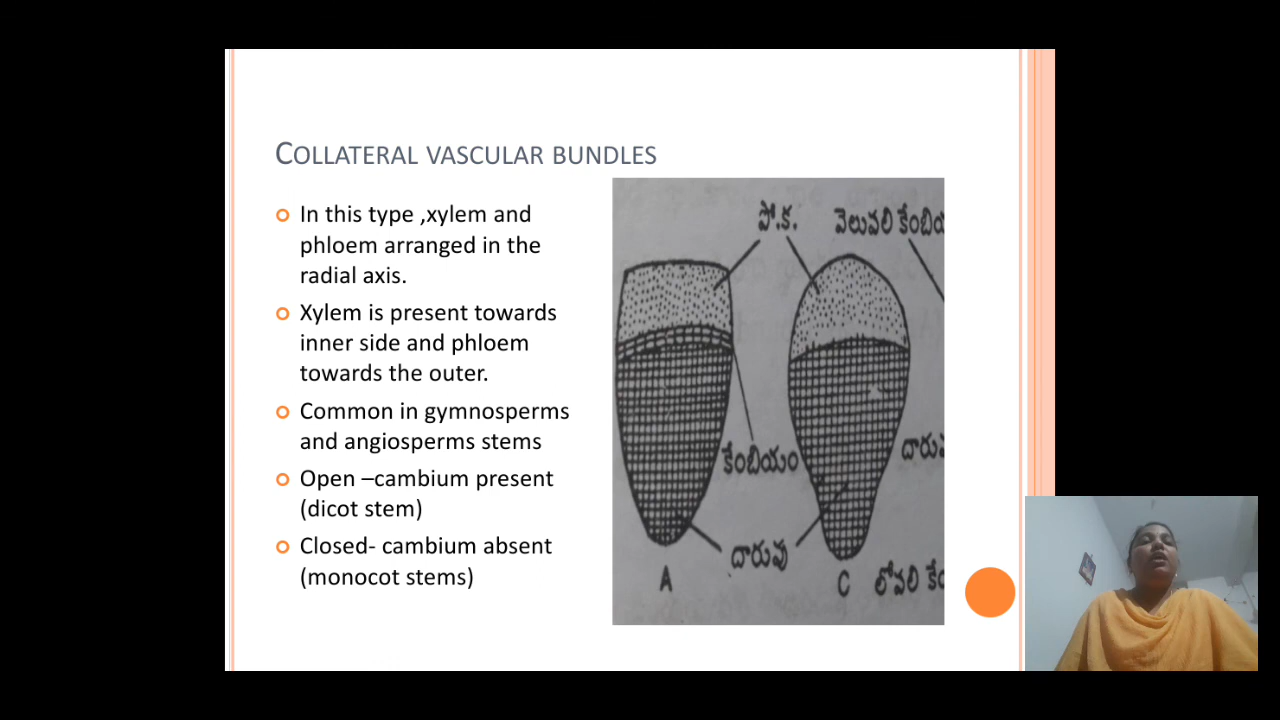 COLLATERAL VASCULAR BUNDLES
In this type ,xylem and
phloem arranged in the
radial axis.
Xylem is present towards
inner side and phloem
towards the outer.
Common in gymnosperms
and angiosperms stems
Open –cambium present
(dicot stem)
Closed- cambium absent
(monocot stems)
పో.క. వెలుపలి
కేంబియం
దారువు
A C లోపలి